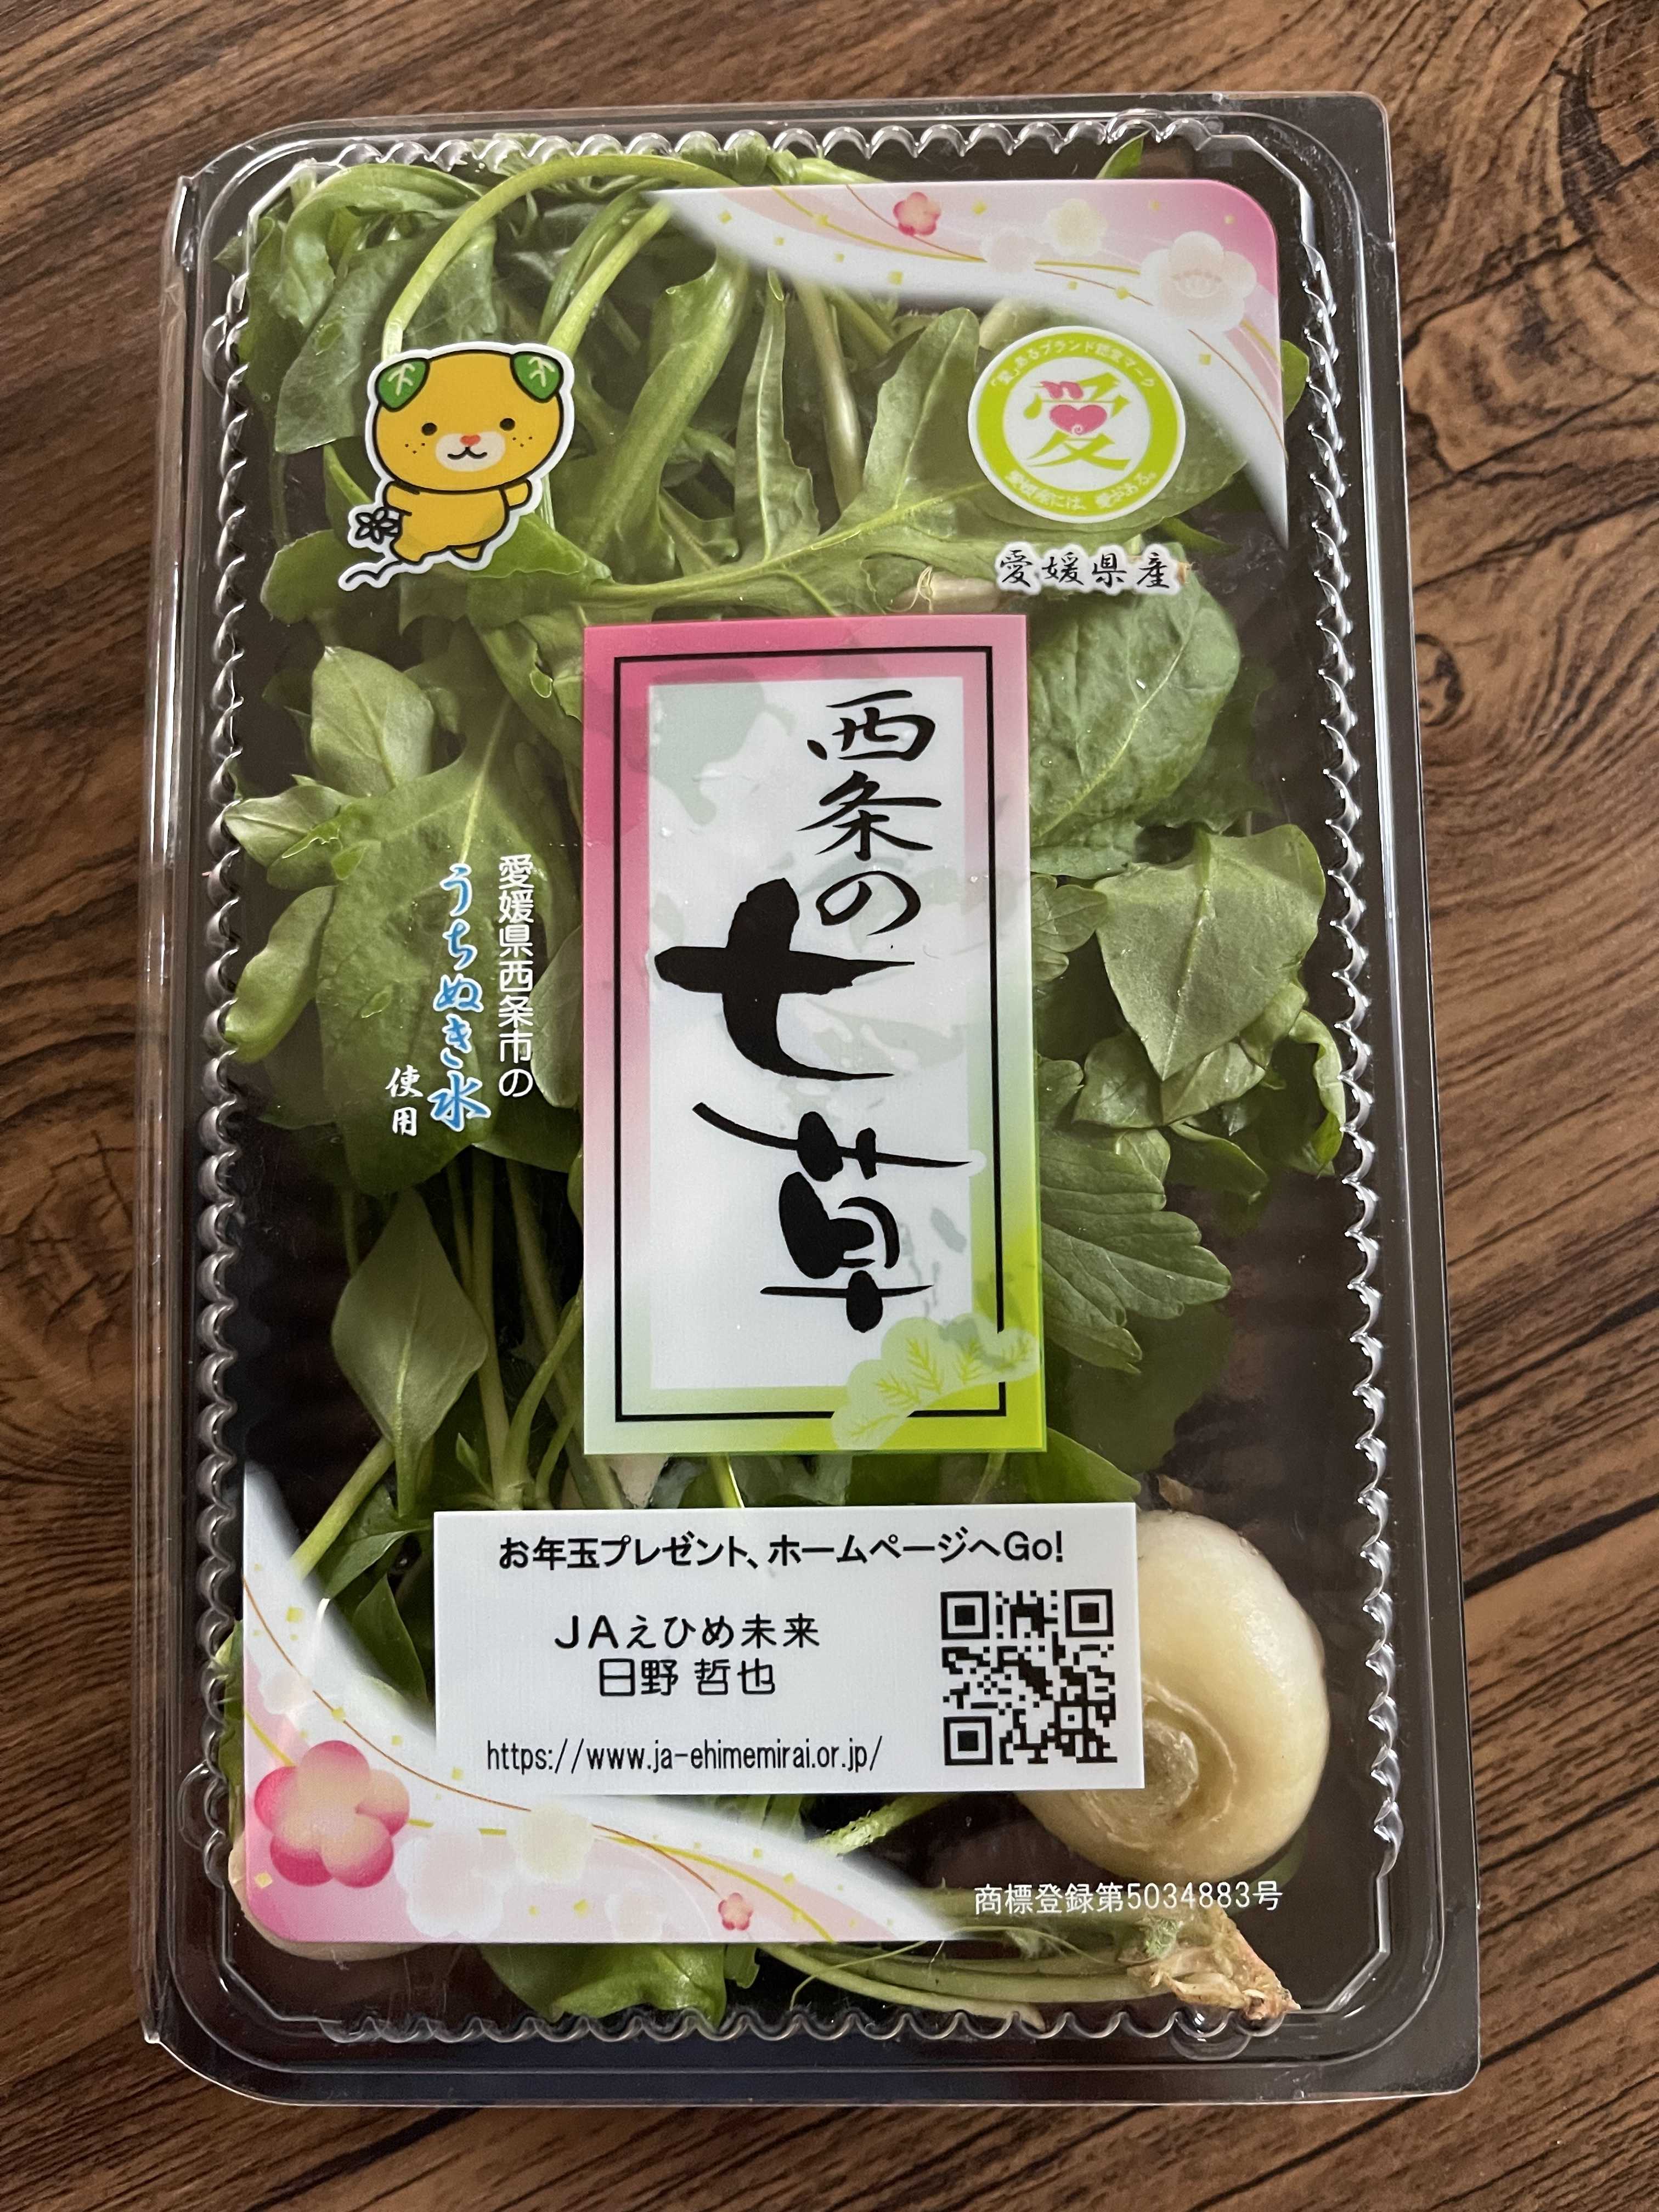 「愛」あるブランド認定マーク
愛
愛媛産には、愛がある。
愛媛県産
西条の
七草
愛媛県西条市の
うちぬき水
使用
お年玉プレゼント、ホームページへGo!
JAえひめ未来
日野 哲也
https://www.ja-ehimemirai.or.jp/
商標登録第5034883号